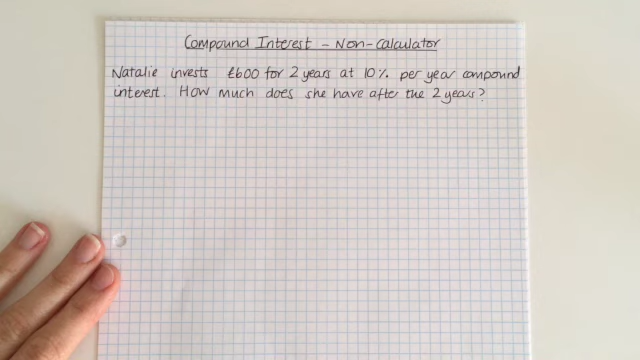 Compound Interest - Non-Calculator
Natalie invests £600 for 2 years at 10% per year compound
interest. How much does she have after the 2 years?